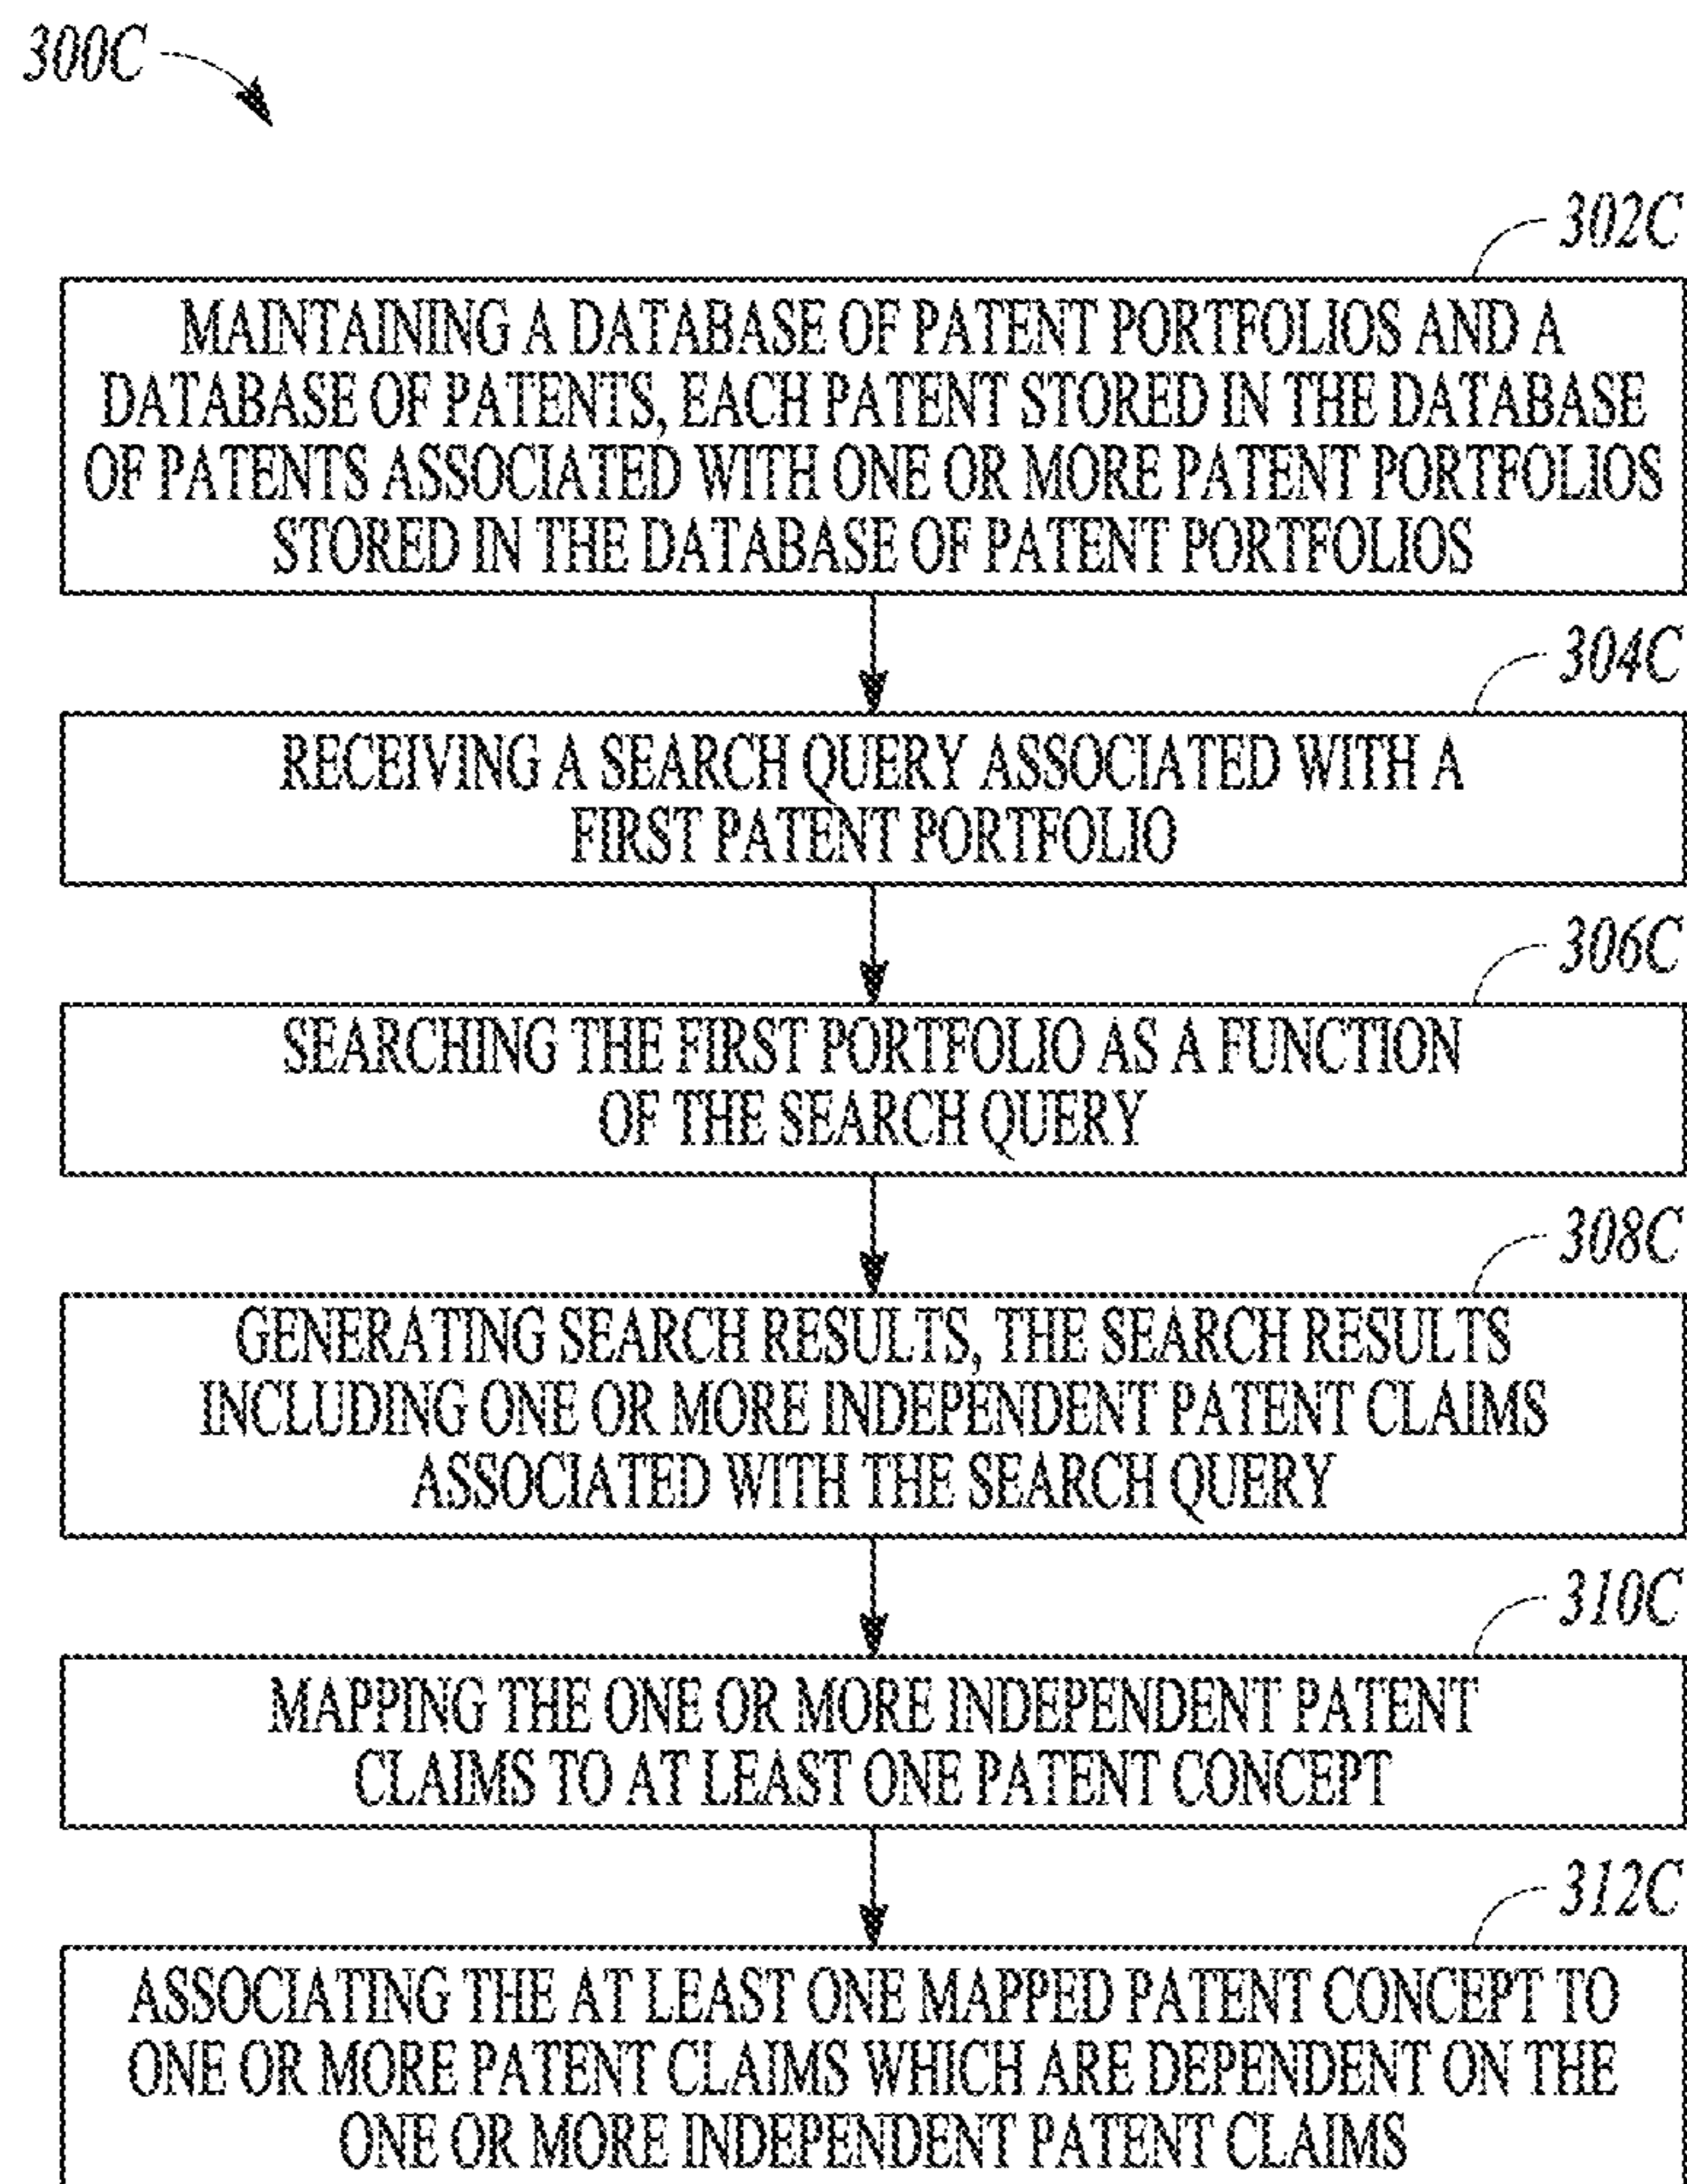 300C
302C
MAINTAINING A DATABASE OF PATENT PORTFOLIOS AND A
DATABASE OF PATENTS, EACH PATENT STORED IN THE DATABASE
OF PATENTS ASSOCIATED WITH ONE OR MORE PATENT PORTFOLIOS
STORED IN THE DATABASE OF PATENT PORTFOLIOS
304C
RECEIVING A SEARCH QUERY ASSOCIATED WITH A
FIRST PATENT PORTFOLIO
306C
SEARCHING THE FIRST PORTFOLIO AS A FUNCTION
OF THE SEARCH QUERY
308C
GENERATING SEARCH RESULTS, THE SEARCH RESULTS
INCLUDING ONE OR MORE INDEPENDENT PATENT CLAIMS
ASSOCIATED WITH THE SEARCH QUERY
310C
MAPPING THE ONE OR MORE INDEPENDENT PATENT
CLAIMS TO AT LEAST ONE PATENT CONCEPT
312C
ASSOCIATING THE AT LEAST ONE MAPPED PATENT CONCEPT TO
ONE OR MORE PATENT CLAIMS WHICH ARE DEPENDENT ON THE
ONE OR MORE INDEPENDENT PATENT CLAIMS